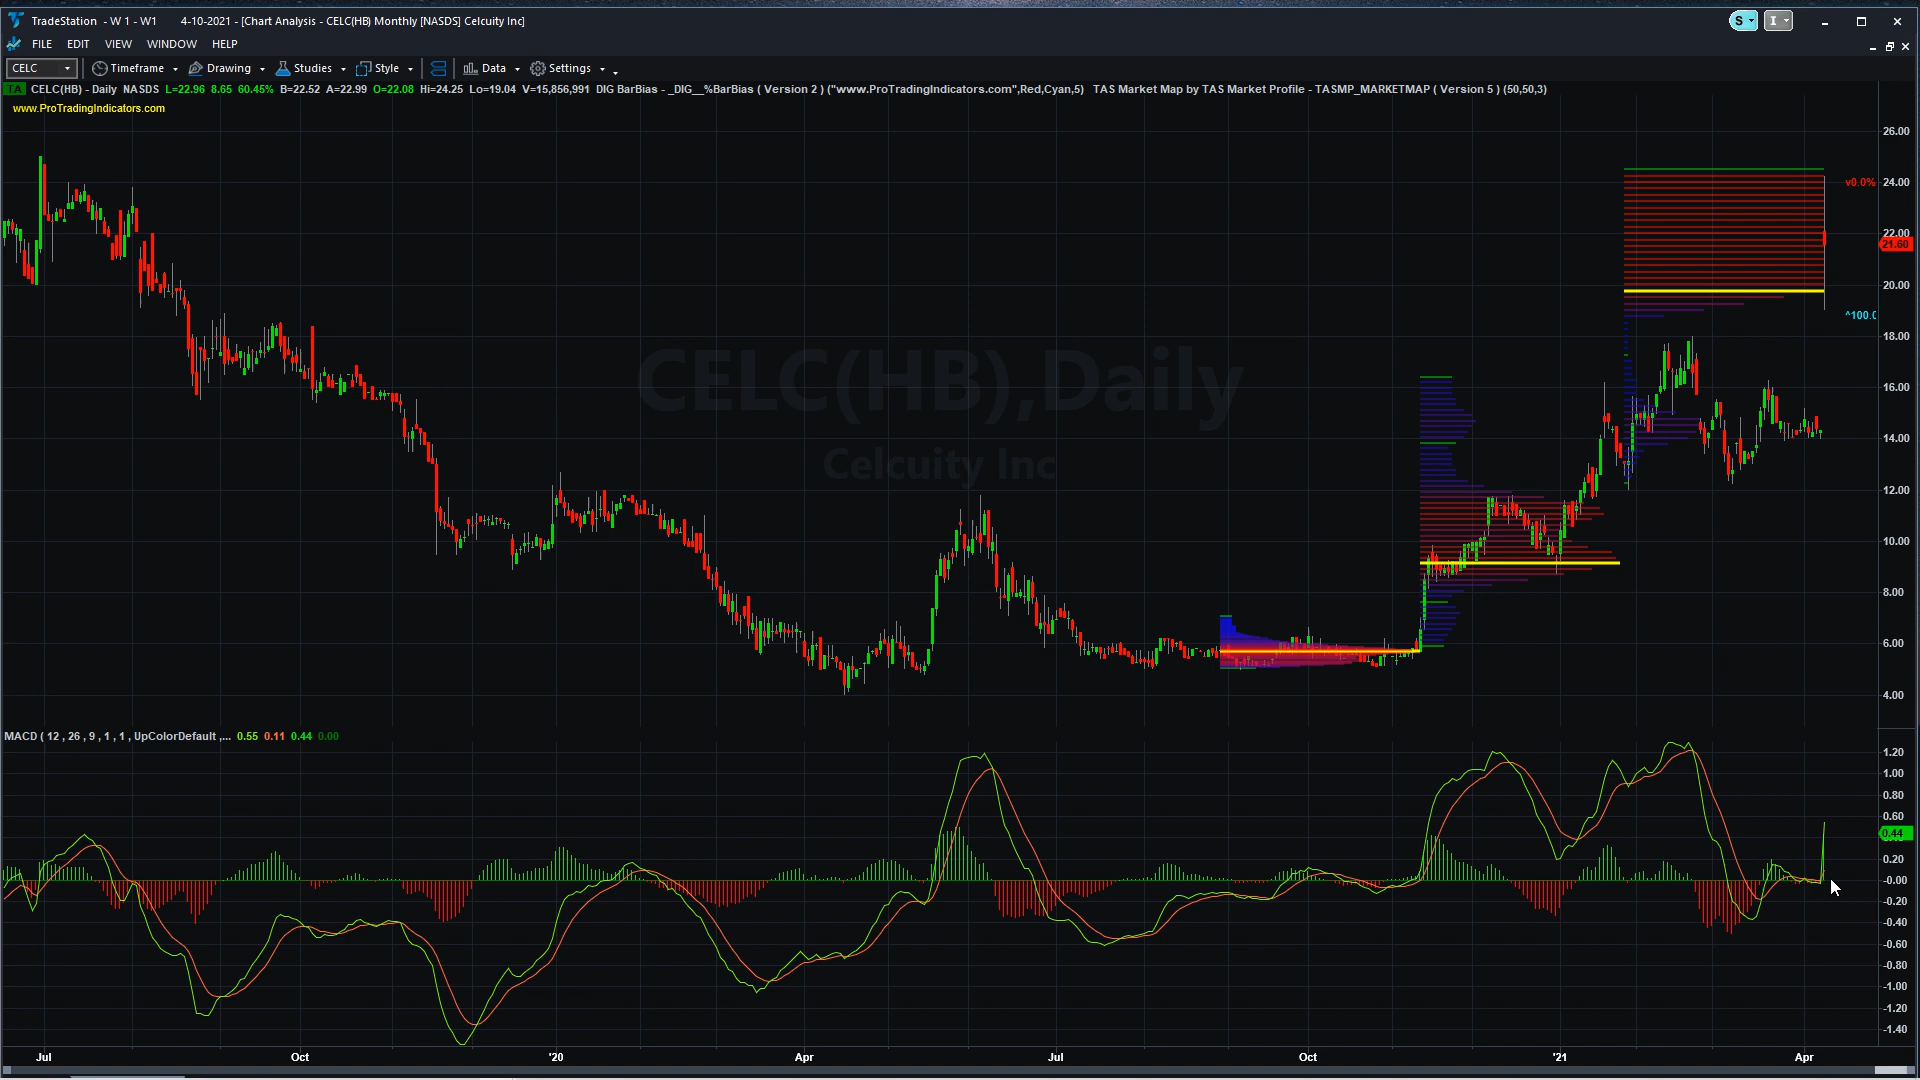 TradeStation - W 1 - W1 4-10-2021 - [Chart Analysis - CELC(HB) Monthly [NASDS] Celcuity Inc]
S I
FILE EDIT VIEW WINDOW HELP
CELC Timeframe Drawing Studies Style Data Settings
TA CELC(HB) - Daily NASDS L=22.96 8.65 60.45% B=22.52 A=22.99 O=22.08 Hi=24.25 Lo=19.04 V=15,856,991 DIG BarBias - _DIG__%BarBias ( Version 2 ) ("www.ProTradingIndicators.com",Red,Cyan,5) TAS Market Map by TAS Market Profile - TASMP_MARKETMAP ( Version 5 ) (50,50,3)
www.ProTradingIndicators.com
26.00
v0.0% 24.00
22.00
21.60
20.00
^100.0
18.00
CELC(HB),Daily
16.00
Celcuity Inc
14.00
12.00
10.00
8.00
6.00
4.00
MACD ( 12 , 26 , 9 , 1 , 1 , UpColorDefault ,... 0.55 0.11 0.44 0.00
1.20
1.00
0.80
0.60
0.44
0.20
-0.00
-0.20
-0.40
-0.60
-0.80
-1.00
-1.20
-1.40
Jul Oct '20 Apr Jul Oct '21 Apr